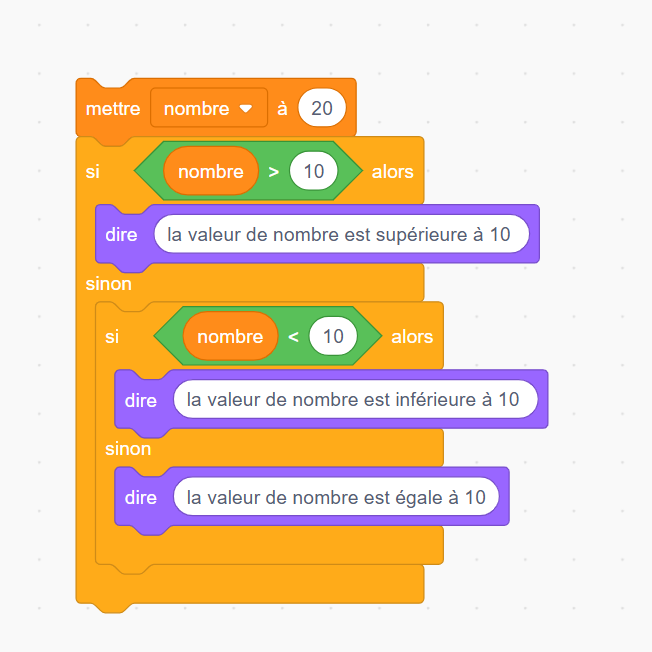 mettre nombre à 20
si nombre > 10 alors
dire la valeur de nombre est supérieure à 10
sinon
si nombre < 10 alors
dire la valeur de nombre est inférieure à 10
sinon
dire la valeur de nombre est égale à 10